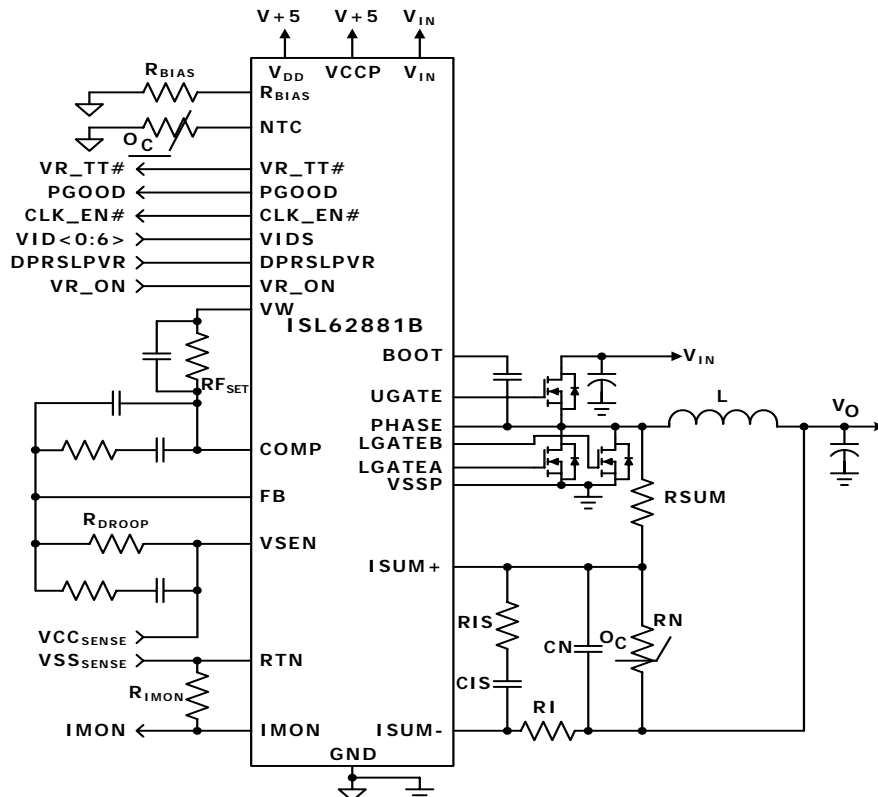 V+5 V+5 VIN
VDD VCCP VIN
RBIAS
RBIAS
NTC
OC
VR_TT# VR_TT#
PGOOD PGOOD
CLK_EN# CLK_EN#
VID<0:6> VIDS
DPRSLPVR DPRSLPVR
VR_ON VR_ON
VW
ISL62881B
BOOT
VIN
RFSET
UGATE
L
VO
PHASE
LGATEB
COMP
LGATEA
VSSP
FB
RSUM
RDROOP
VSEN
ISUM+
RIS
RN
OC
CN
VCCSENSE
VSSSENSE RTN
CIS
RIMON
RI
IMON IMON
ISUM-
GND